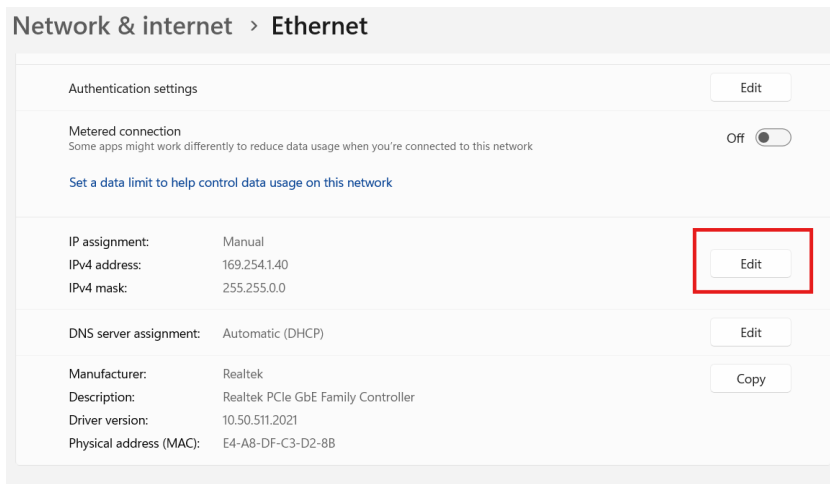 Network & internet > Ethernet
Authentication settings
Edit
Metered connection
Some apps might work differently to reduce data usage when you're connected to this network
Off
Set a data limit to help control data usage on this network
IP assignment: Manual
IPv4 address: 169.254.1.40
IPv4 mask: 255.255.0.0
Edit
DNS server assignment: Automatic (DHCP)
Edit
Manufacturer: Realtek
Description: Realtek PCIe GbE Family Controller
Driver version: 10.50.511.2021
Physical address (MAC): E4-A8-DF-C3-D2-8B
Copy